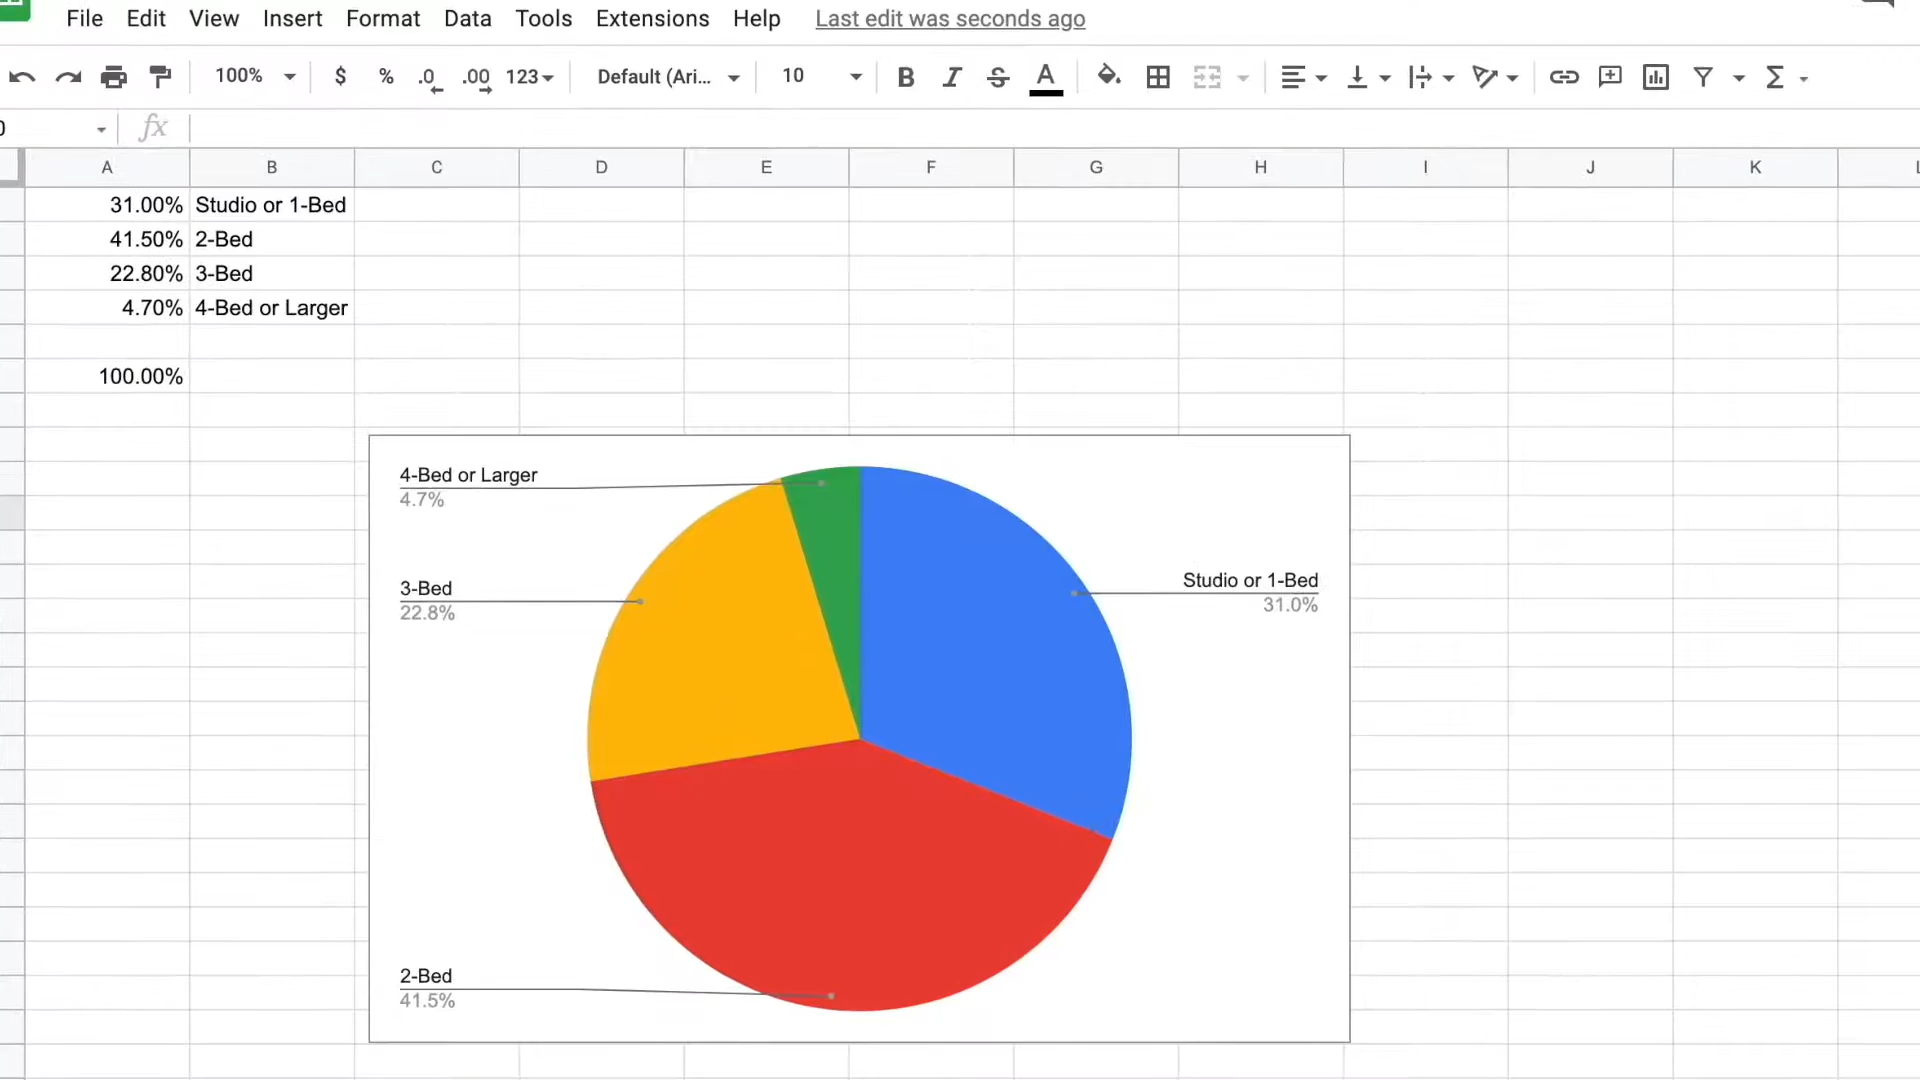 File Edit View Insert Format Data Tools Extensions Help Last edit was seconds ago
100% $ % .0 .00 123 Default (Ari... 10 B I S A Σ
fx
A B C D E F G H I J K
31.00% Studio or 1-Bed
41.50% 2-Bed
22.80% 3-Bed
4.70% 4-Bed or Larger
100.00%
4-Bed or Larger
4.7%
Studio or 1-Bed
31.0%
3-Bed
22.8%
2-Bed
41.5%